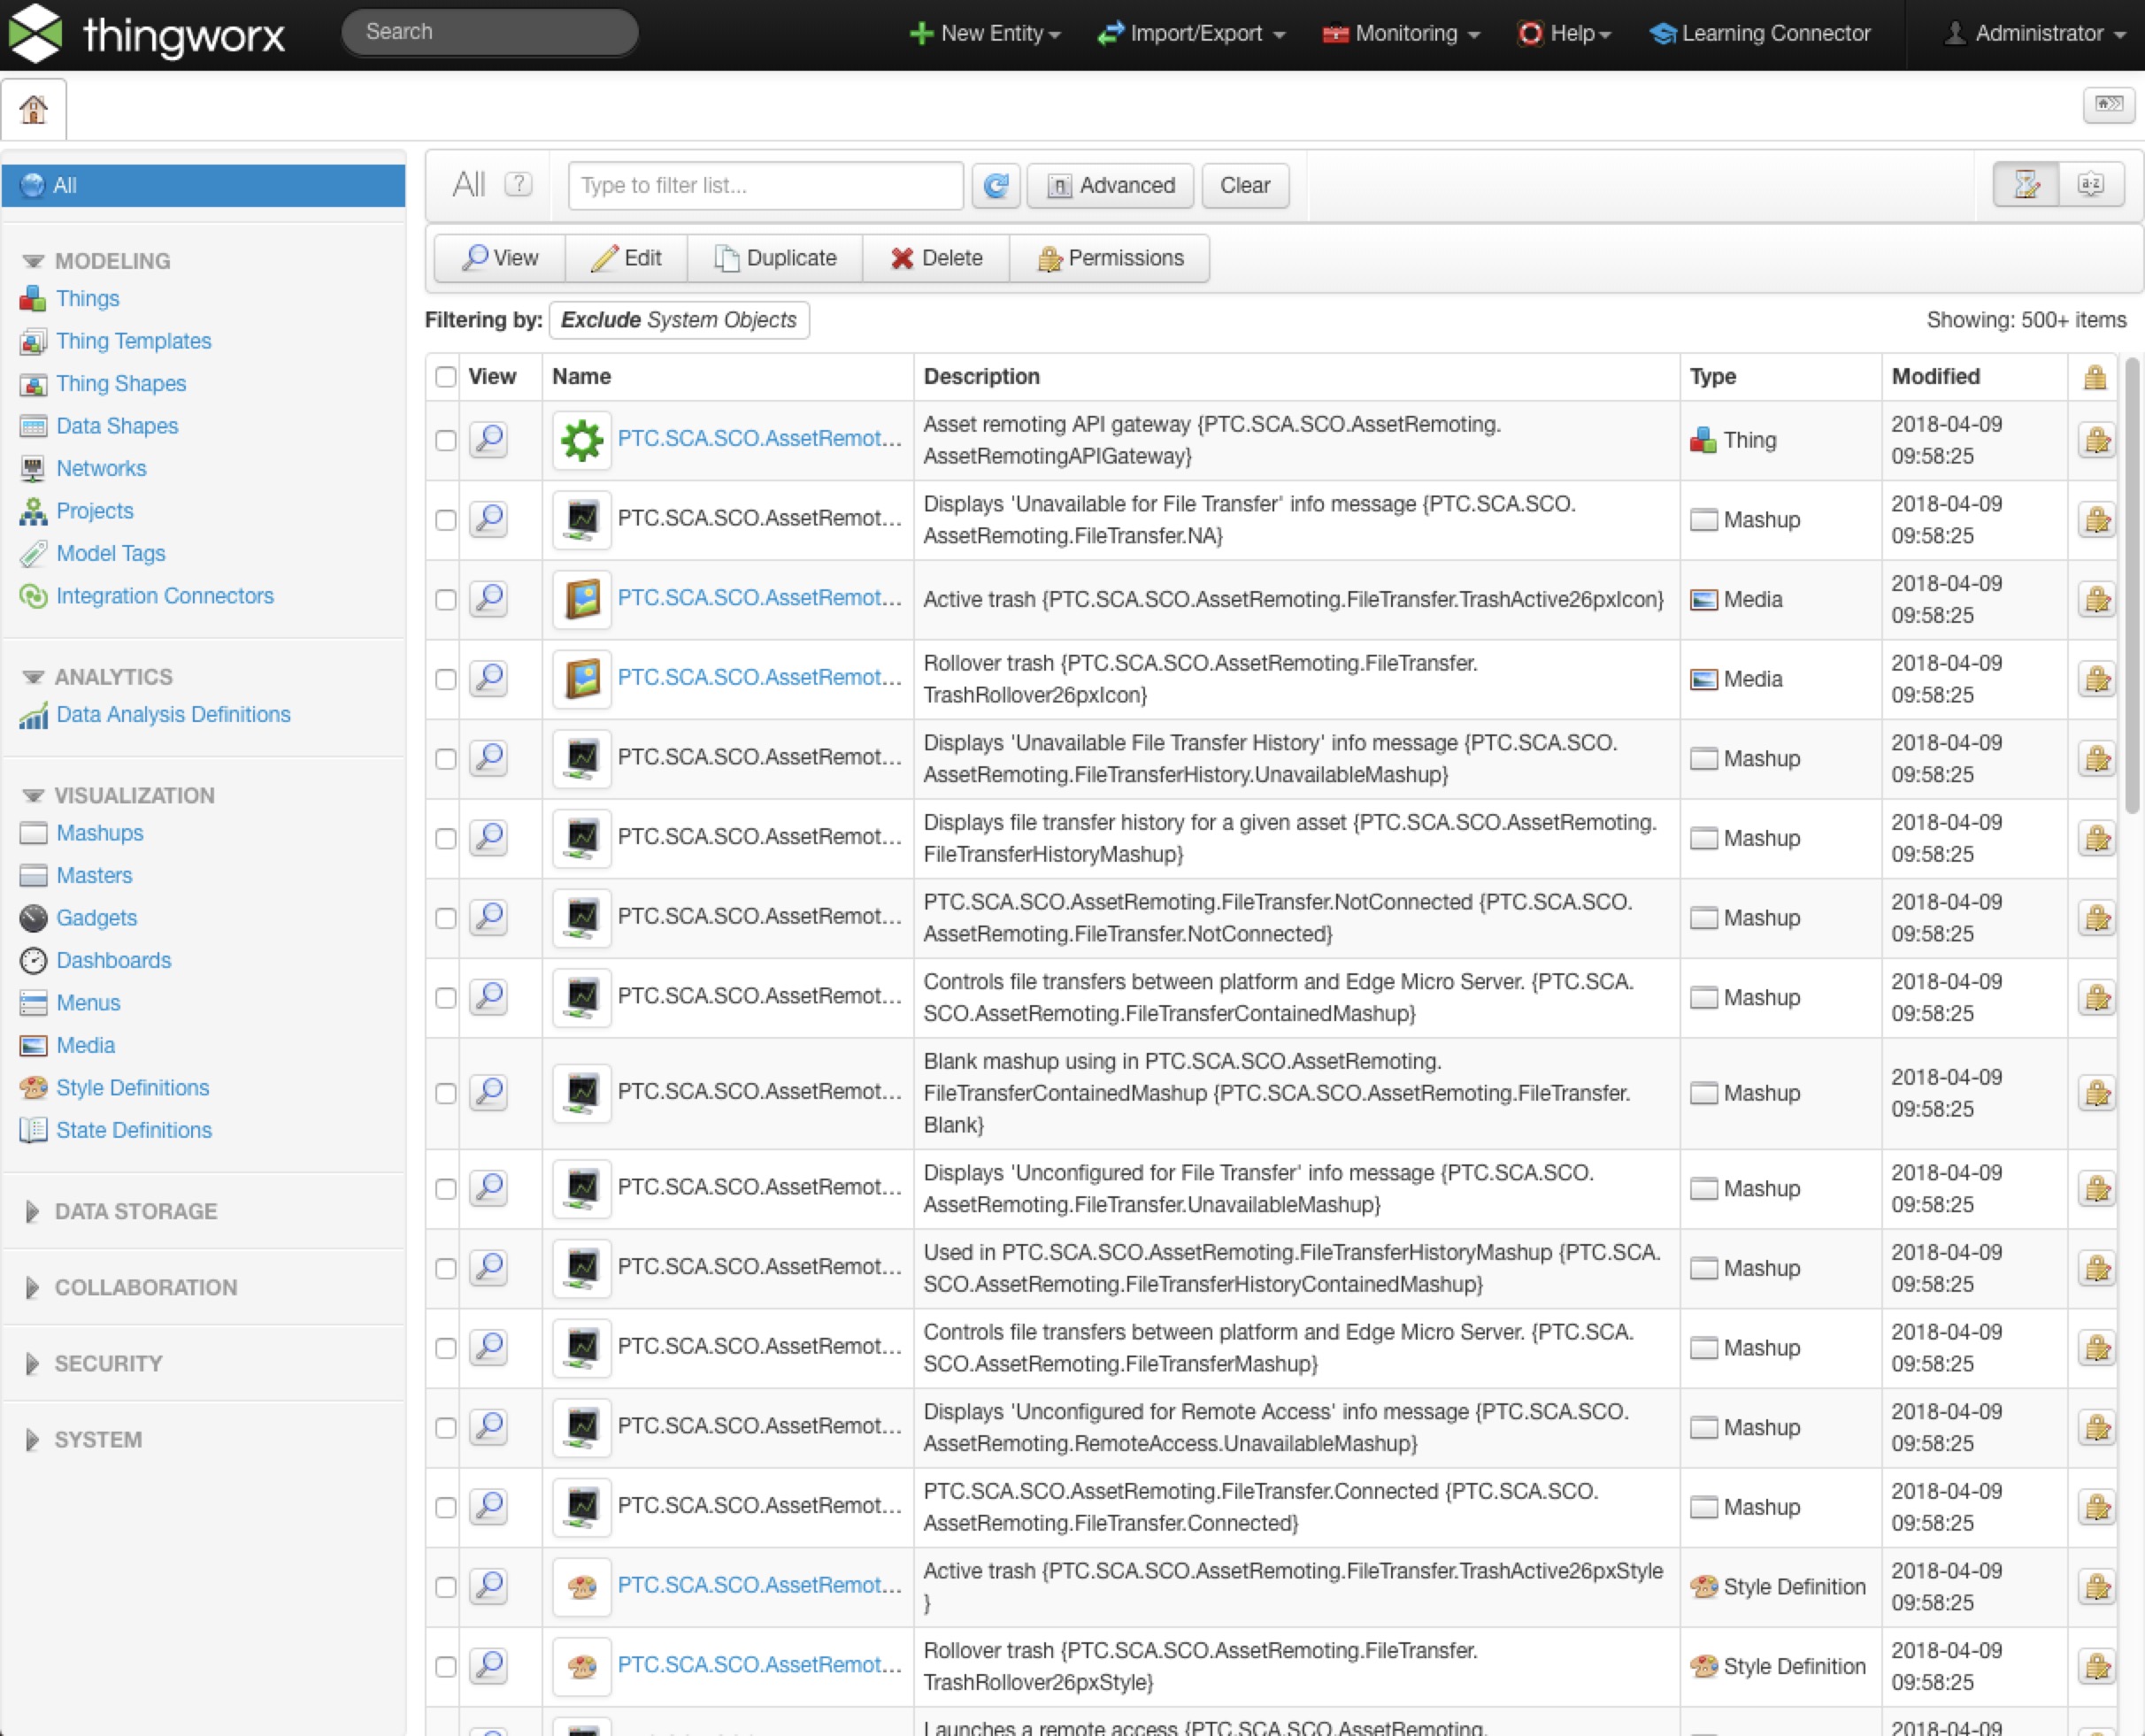 thingworx
Search
New Entity
Import/Export
Monitoring
Help
Learning Connector
Administrator
All
MODELING
Things
Thing Templates
Thing Shapes
Data Shapes
Networks
Projects
Model Tags
Integration Connectors
ANALYTICS
Data Analysis Definitions
VISUALIZATION
Mashups
Masters
Gadgets
Dashboards
Menus
Media
Style Definitions
State Definitions
DATA STORAGE
COLLABORATION
SECURITY
SYSTEM
All ? Type to filter list... Advanced Clear a-z
View Edit Duplicate Delete Permissions
Filtering by: Exclude System Objects Showing: 500+ items
View Name Description Type Modified
PTC.SCA.SCO.AssetRemot...
Asset remoting API gateway {PTC.SCA.SCO.AssetRemoting.
AssetRemotingAPIGateway}
Thing
2018-04-09
09:58:25
PTC.SCA.SCO.AssetRemot...
Displays 'Unavailable for File Transfer' info message {PTC.SCA.SCO.
AssetRemoting.FileTransfer.NA}
Mashup
2018-04-09
09:58:25
PTC.SCA.SCO.AssetRemot...
Active trash {PTC.SCA.SCO.AssetRemoting.FileTransfer.TrashActive26pxIcon}
Media
2018-04-09
09:58:25
PTC.SCA.SCO.AssetRemot...
Rollover trash {PTC.SCA.SCO.AssetRemoting.FileTransfer.
TrashRollover26pxIcon}
Media
2018-04-09
09:58:25
PTC.SCA.SCO.AssetRemot...
Displays 'Unavailable File Transfer History' info message {PTC.SCA.SCO.
AssetRemoting.FileTransferHistory.UnavailableMashup}
Mashup
2018-04-09
09:58:25
PTC.SCA.SCO.AssetRemot...
Displays file transfer history for a given asset {PTC.SCA.SCO.AssetRemoting.
FileTransferHistoryMashup}
Mashup
2018-04-09
09:58:25
PTC.SCA.SCO.AssetRemot...
PTC.SCA.SCO.AssetRemoting.FileTransfer.NotConnected {PTC.SCA.SCO.
AssetRemoting.FileTransfer.NotConnected}
Mashup
2018-04-09
09:58:25
PTC.SCA.SCO.AssetRemot...
Controls file transfers between platform and Edge Micro Server. {PTC.SCA.
SCO.AssetRemoting.FileTransferContainedMashup}
Mashup
2018-04-09
09:58:25
PTC.SCA.SCO.AssetRemot...
Blank mashup using in PTC.SCA.SCO.AssetRemoting.
FileTransferContainedMashup {PTC.SCA.SCO.AssetRemoting.FileTransfer.
Blank}
Mashup
2018-04-09
09:58:25
PTC.SCA.SCO.AssetRemot...
Displays 'Unconfigured for File Transfer' info message {PTC.SCA.SCO.
AssetRemoting.FileTransfer.UnavailableMashup}
Mashup
2018-04-09
09:58:25
PTC.SCA.SCO.AssetRemot...
Used in PTC.SCA.SCO.AssetRemoting.FileTransferHistoryMashup {PTC.SCA.
SCO.AssetRemoting.FileTransferHistoryContainedMashup}
Mashup
2018-04-09
09:58:25
PTC.SCA.SCO.AssetRemot...
Controls file transfers between platform and Edge Micro Server. {PTC.SCA.
SCO.AssetRemoting.FileTransferMashup}
Mashup
2018-04-09
09:58:25
PTC.SCA.SCO.AssetRemot...
Displays 'Unconfigured for Remote Access' info message {PTC.SCA.SCO.
AssetRemoting.RemoteAccess.UnavailableMashup}
Mashup
2018-04-09
09:58:25
PTC.SCA.SCO.AssetRemot...
PTC.SCA.SCO.AssetRemoting.FileTransfer.Connected {PTC.SCA.SCO.
AssetRemoting.FileTransfer.Connected}
Mashup
2018-04-09
09:58:25
PTC.SCA.SCO.AssetRemot...
Active trash {PTC.SCA.SCO.AssetRemoting.FileTransfer.TrashActive26pxStyle
}
Style Definition
2018-04-09
09:58:25
PTC.SCA.SCO.AssetRemot...
Rollover trash {PTC.SCA.SCO.AssetRemoting.FileTransfer.
TrashRollover26pxStyle}
Style Definition
2018-04-09
09:58:25
Launches a remote access {PTC.SCA.SCO.AssetRemoting.
2018-04-09